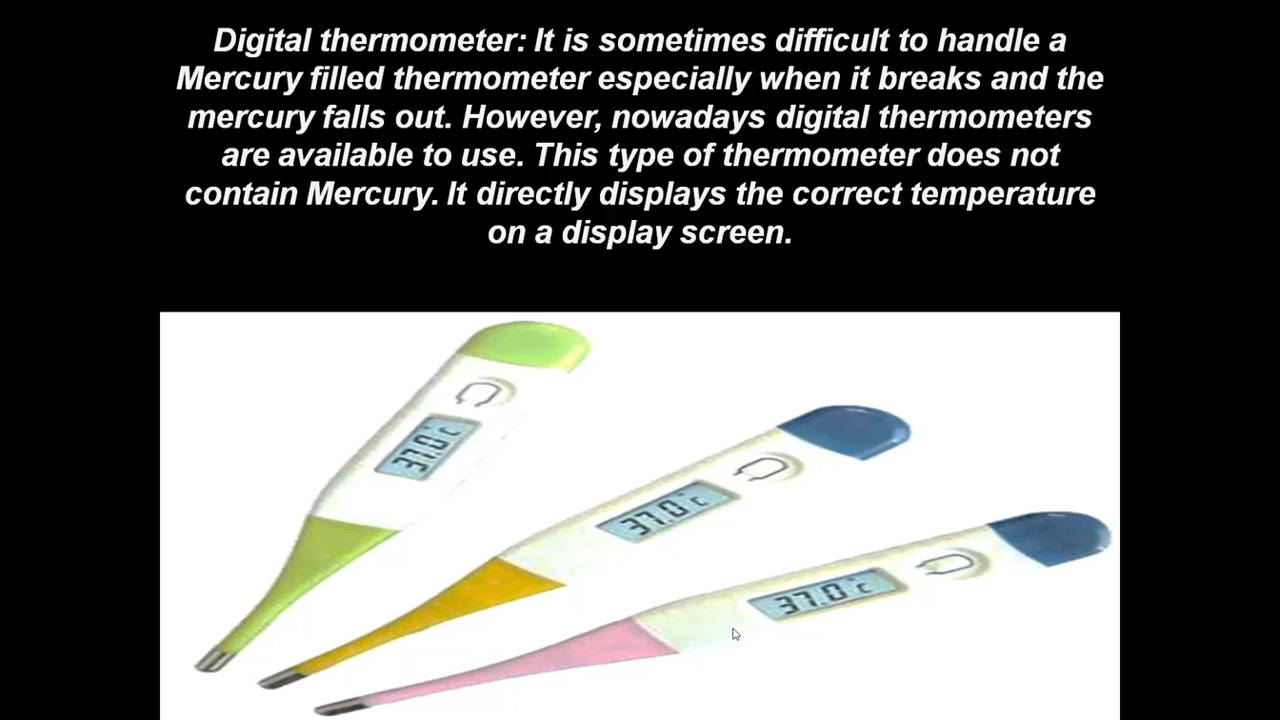 Digital thermometer: It is sometimes difficult to handle a
Mercury filled thermometer especially when it breaks and the
mercury falls out. However, nowadays digital thermometers
are available to use. This type of thermometer does not
contain Mercury. It directly displays the correct temperature
on a display screen.
37.0°C
37.0°C
37.0°C